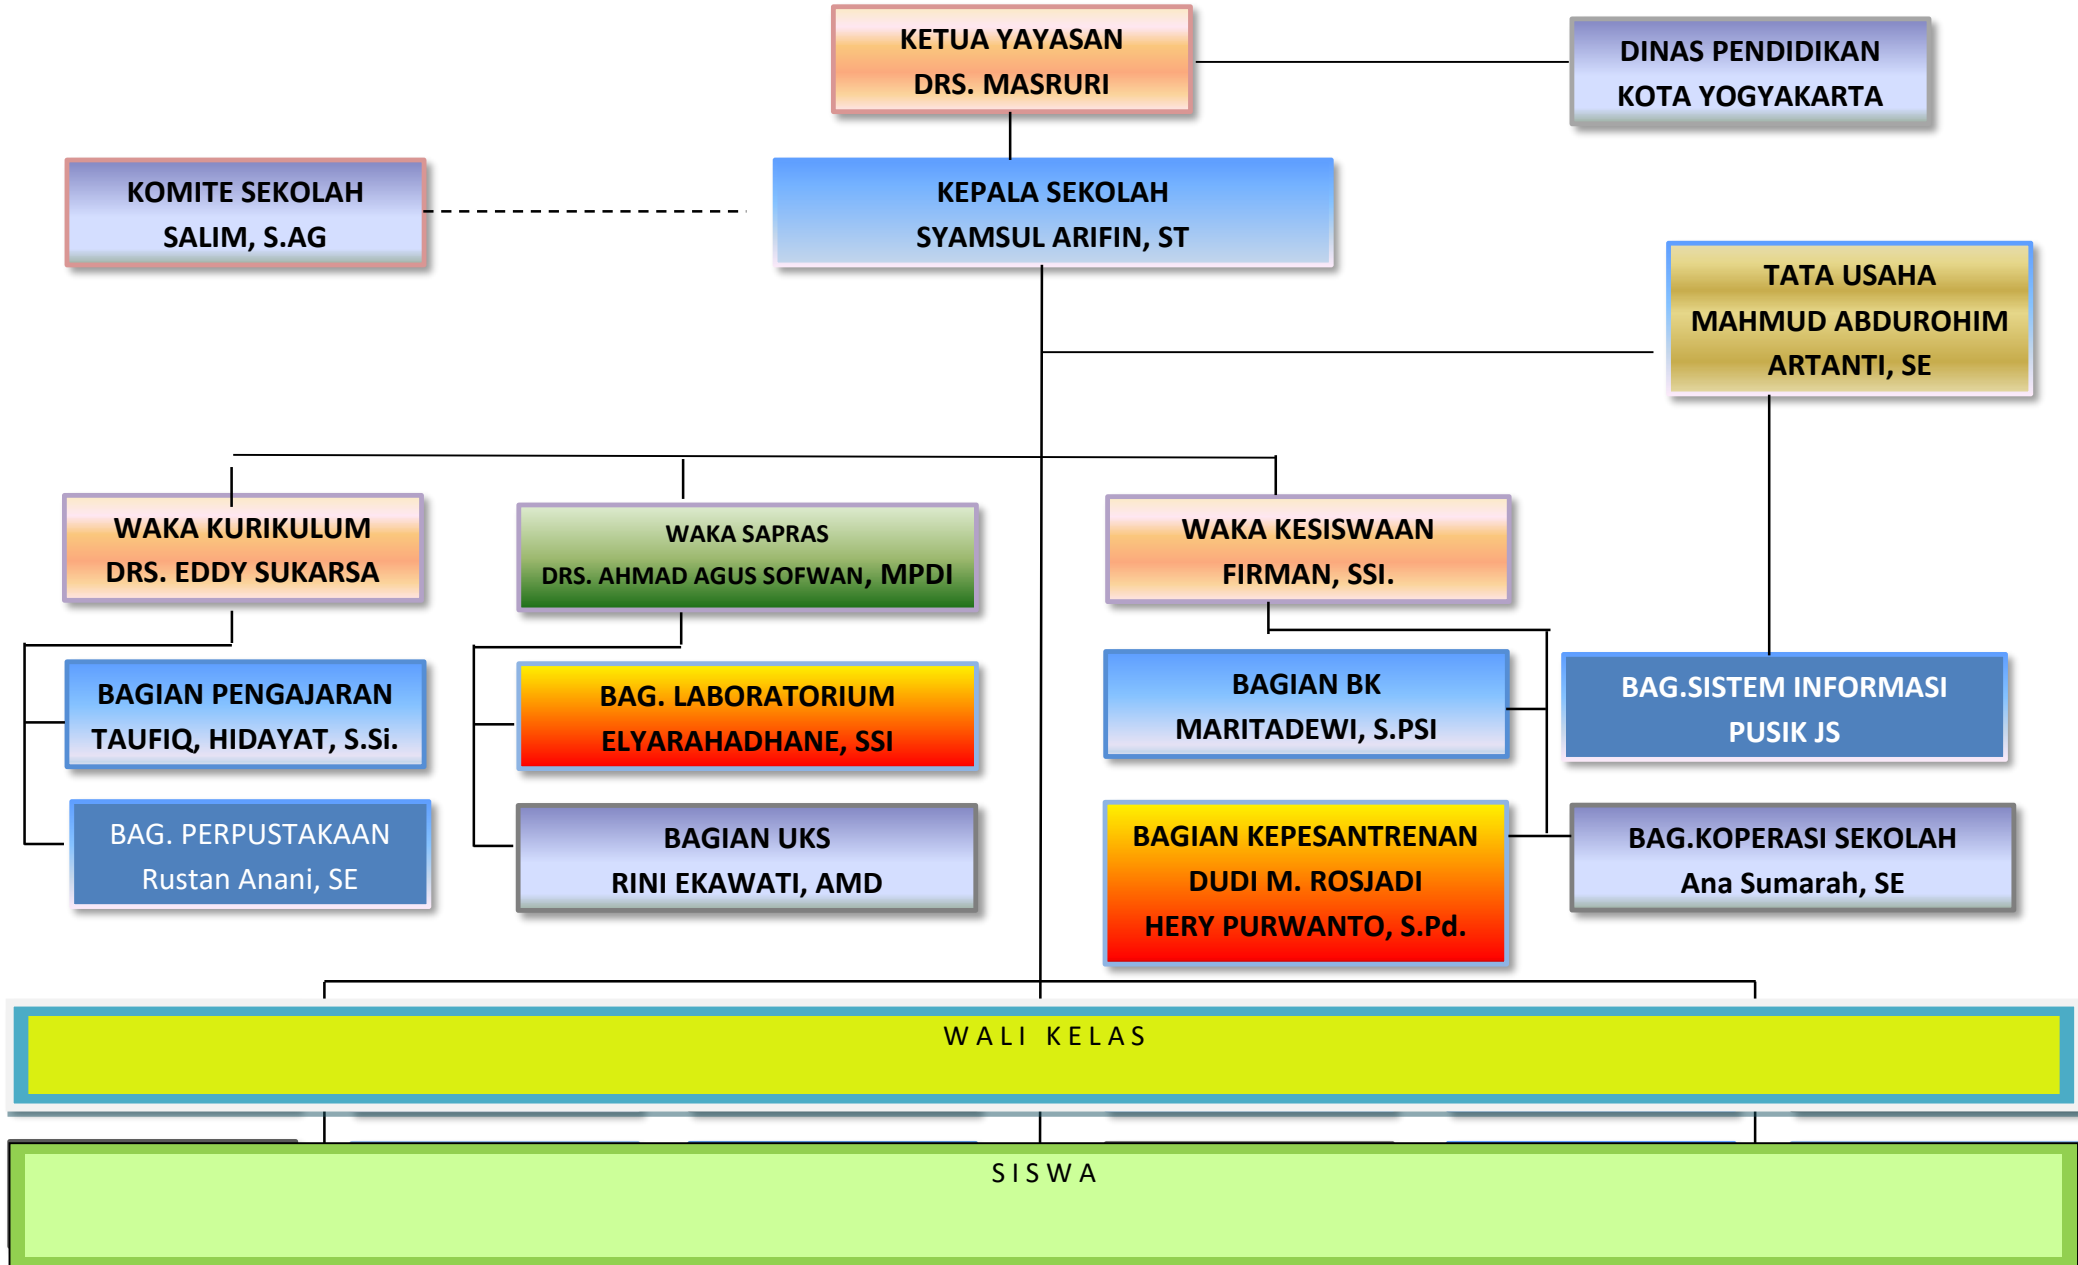 KETUA YAYASAN
DRS. MASRURI
DINAS PENDIDIKAN
KOTA YOGYAKARTA
KOMITE SEKOLAH
SALIM, S.AG
KEPALA SEKOLAH
SYAMSUL ARIFIN, ST
TATA USAHA
MAHMUD ABDUROHIM
ARTANTI, SE
WAKA KURIKULUM
DRS. EDDY SUKARSA
WAKA SAPRAS
DRS. AHMAD AGUS SOFWAN, MPDI
WAKA KESISWAAN
FIRMAN, SSI.
BAGIAN PENGAJARAN
TAUFIQ, HIDAYAT, S.Si.
BAG. LABORATORIUM
ELYARAHADHANE, SSI
BAGIAN BK
MARITADEWI, S.PSI
BAG.SISTEM INFORMASI
PUSIK JS
BAG. PERPUSTAKAAN
Rustan Anani, SE
BAGIAN UKS
RINI EKAWATI, AMD
BAGIAN KEPESANTRENAN
DUDI M. ROSJADI
HERY PURWANTO, S.Pd.
BAG.KOPERASI SEKOLAH
Ana Sumarah, SE
WALI KELAS
SISWA